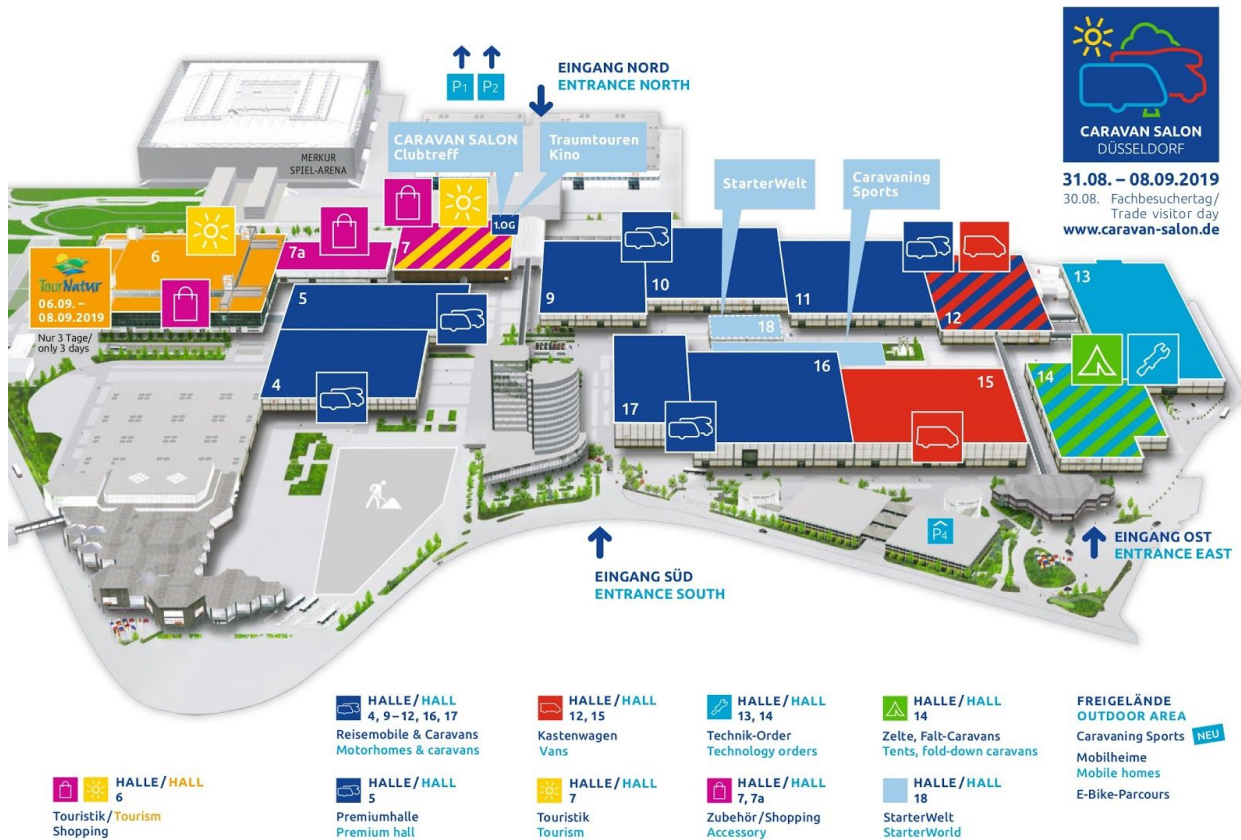 P1 P2
EINGANG NORD
ENTRANCE NORTH
CARAVAN SALON
DÜSSELDORF
31.08. – 08.09.2019
30.08. Fachbesuchertag/
Trade visitor day
www.caravan-salon.de
MERKUR
SPIEL-ARENA
CARAVAN SALON
Clubtreff
Traumtouren
Kino
StarterWelt
Caravaning
Sports
1.OG
TourNatur
06.09. –
08.09.2019
Nur 3 Tage/
only 3 days
6
7a
7
5
4
9
10
11
12
13
18
16
15
14
17
P4
EINGANG SÜD
ENTRANCE SOUTH
EINGANG OST
ENTRANCE EAST
HALLE/HALL
4, 9–12, 16, 17
Reisemobile & Caravans
Motorhomes & caravans
HALLE/HALL
12, 15
Kastenwagen
Vans
HALLE/HALL
13, 14
Technik-Order
Technology orders
HALLE/HALL
14
Zelte, Falt-Caravans
Tents, fold-down caravans
FREIGELÄNDE
OUTDOOR AREA
Caravaning Sports NEU
Mobilheime
Mobile homes
E-Bike-Parcours
HALLE/HALL
6
Touristik/Tourism
Shopping
HALLE/HALL
5
Premiumhalle
Premium hall
HALLE/HALL
7
Touristik
Tourism
HALLE/HALL
7, 7a
Zubehör/Shopping
Accessory
HALLE/HALL
18
StarterWelt
StarterWorld